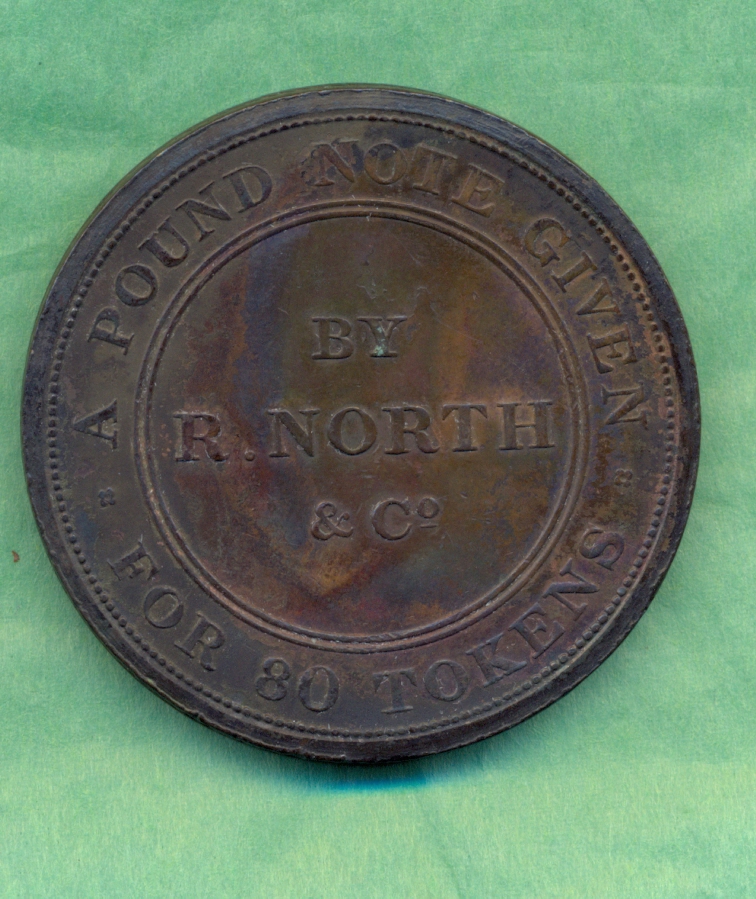 A POUND NOTE GIVEN
BY
R. NORTH
& Co
FOR 80 TOKENS